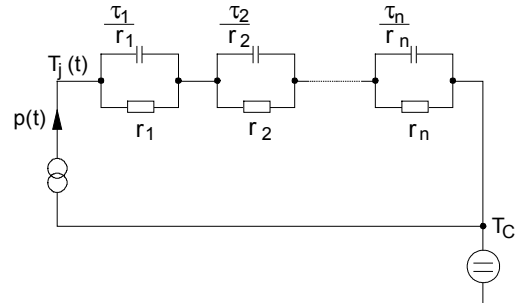 τ1 τ2 τn
r1 r2 rn
Tj (t)
r1 r2 rn
p(t)
TC